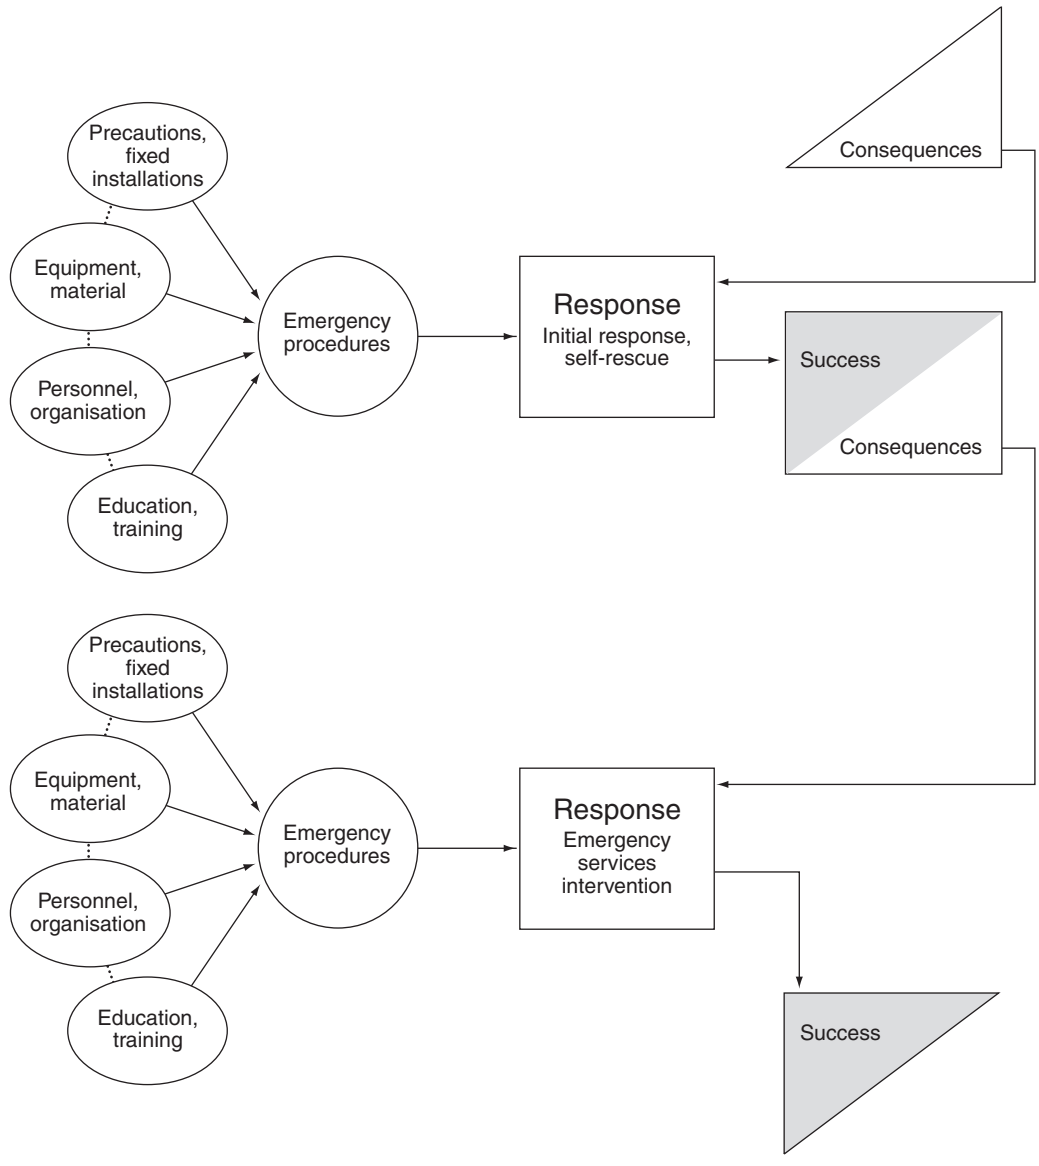 Consequences
Precautions,
fixed
installations
Equipment,
material
Personnel,
organisation
Education,
training
Emergency
procedures
Response
Initial response,
self-rescue
Success
Consequences
Precautions,
fixed
installations
Equipment,
material
Personnel,
organisation
Education,
training
Emergency
procedures
Response
Emergency
services
intervention
Success